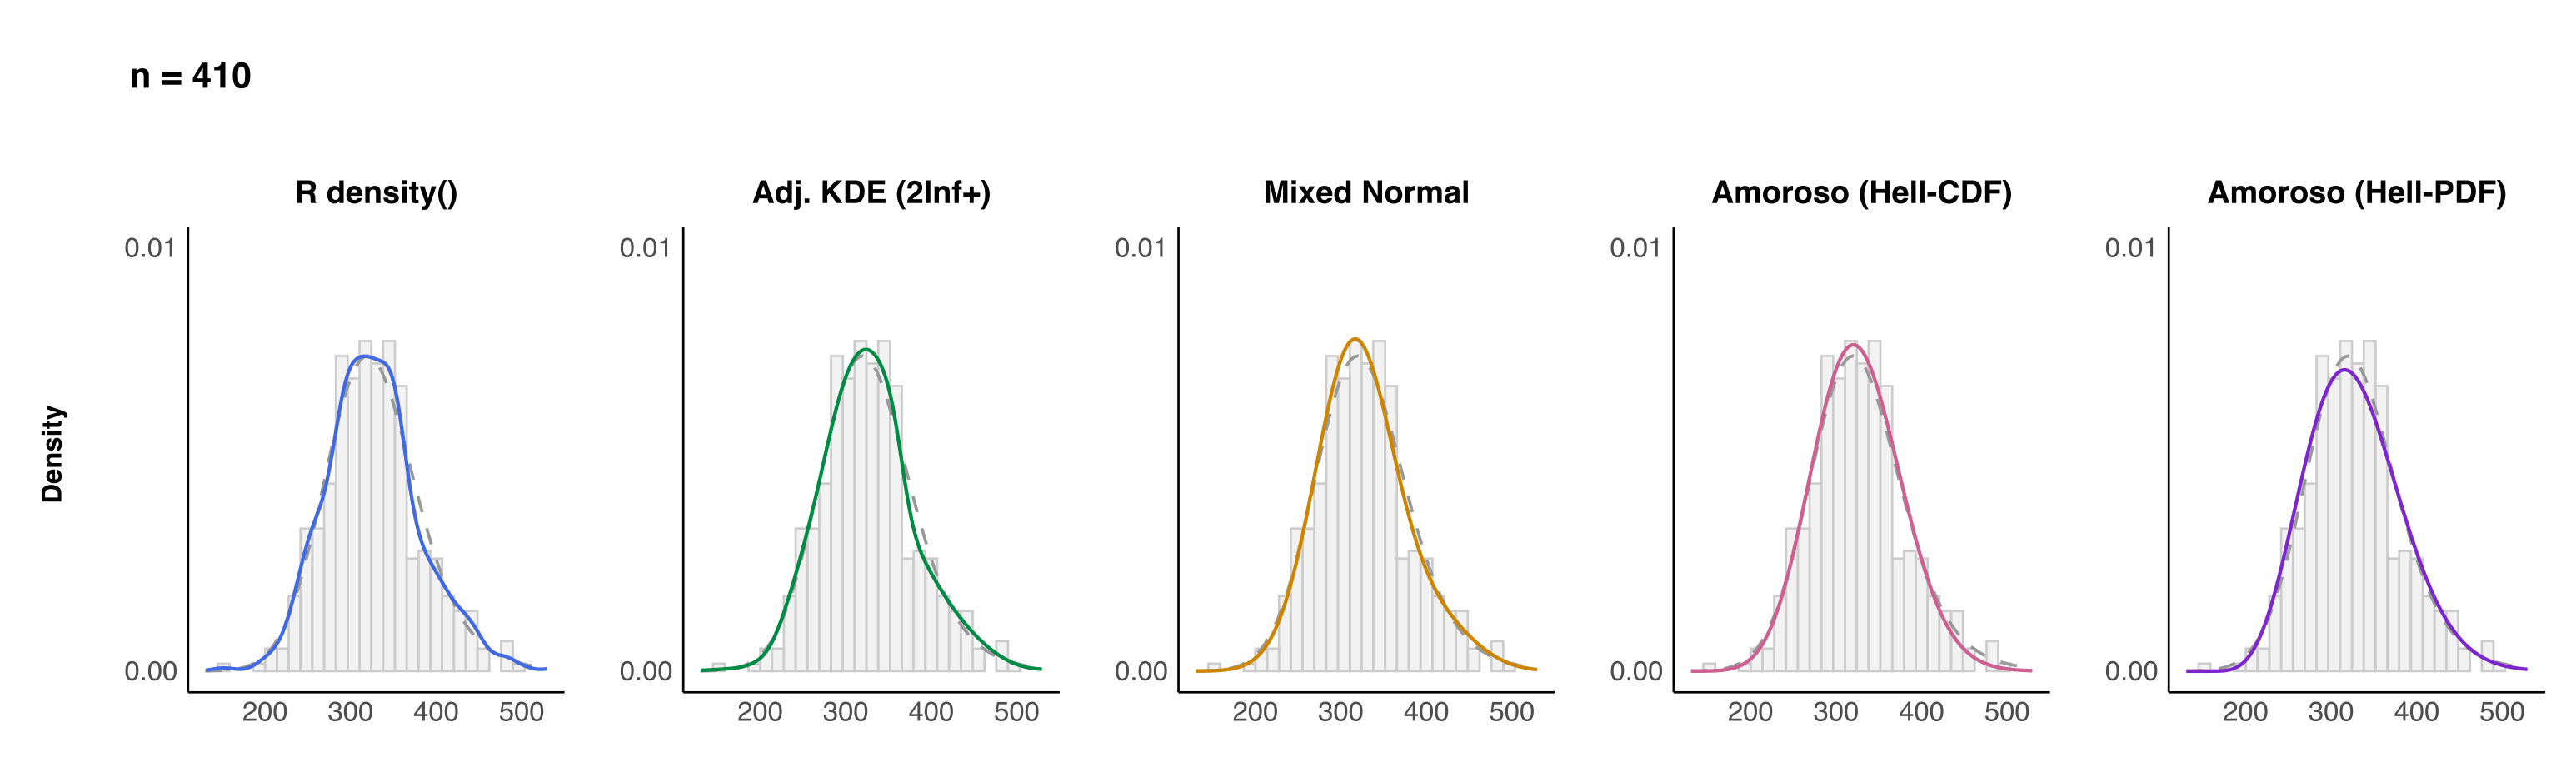 n = 410
R density()
Adj. KDE (2Inf+)
Mixed Normal
Amoroso (Hell-CDF)
Amoroso (Hell-PDF)
Density
0.01
0.00
200 300 400 500
0.01
0.00
200 300 400 500
0.01
0.00
200 300 400 500
0.01
0.00
200 300 400 500
0.01
0.00
200 300 400 500